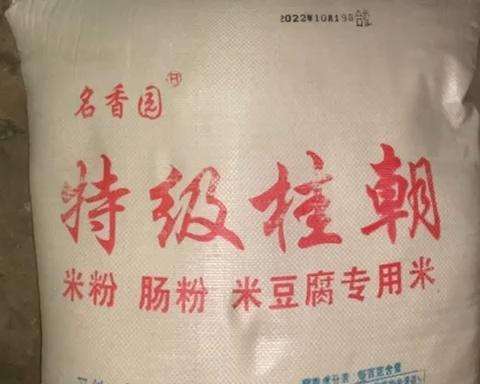 2022年10月19日
名香园
特级桂朝
米粉 肠粉 米豆腐专用米